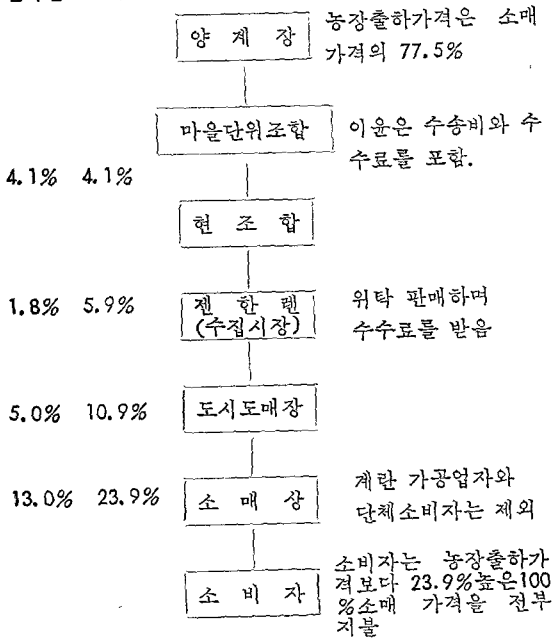 농장출하가격은 소매
양 계 장
가격의 77.5%
마을단위조합
이윤은 수송비와 수
수료를 포함.
4.1% 4.1%
현 조 합
1.8% 5.9%
젠 한 렌
(수집시장)
위탁 판매하며
수수료를 받음
5.0% 10.9%
도시도매장
13.0% 23.9%
소 매 상
계란 가공업자와
단체소비자는 제외
소 비 자
소비자는 농장출하가
격보다 23.9%높은100
%소매 가격을 전부
지불